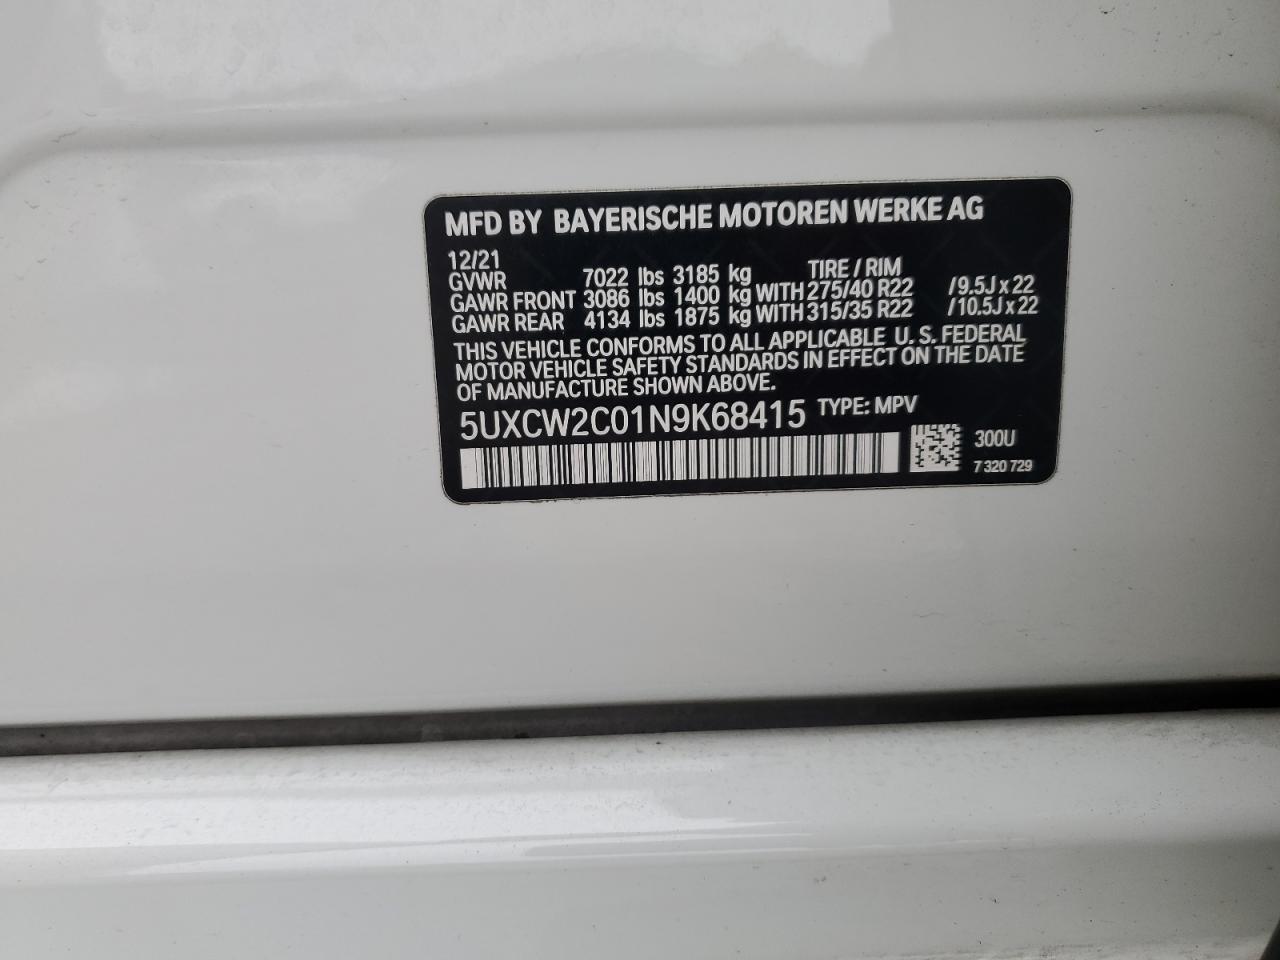 MFD BY BAYERISCHE MOTOREN WERKE AG
12/21 TIRE / RIM
GVWR 7022 lbs 3185 kg
GAWR FRONT 3086 lbs 1400 kg WITH 275/40 R22 / 9.5J x 22
GAWR REAR 4134 lbs 1875 kg WITH 315/35 R22 / 10.5J x 22
THIS VEHICLE CONFORMS TO ALL APPLICABLE U. S. FEDERAL
MOTOR VEHICLE SAFETY STANDARDS IN EFFECT ON THE DATE
OF MANUFACTURE SHOWN ABOVE.
5UXCW2C01N9K68415 TYPE: MPV
300U
7 320 729